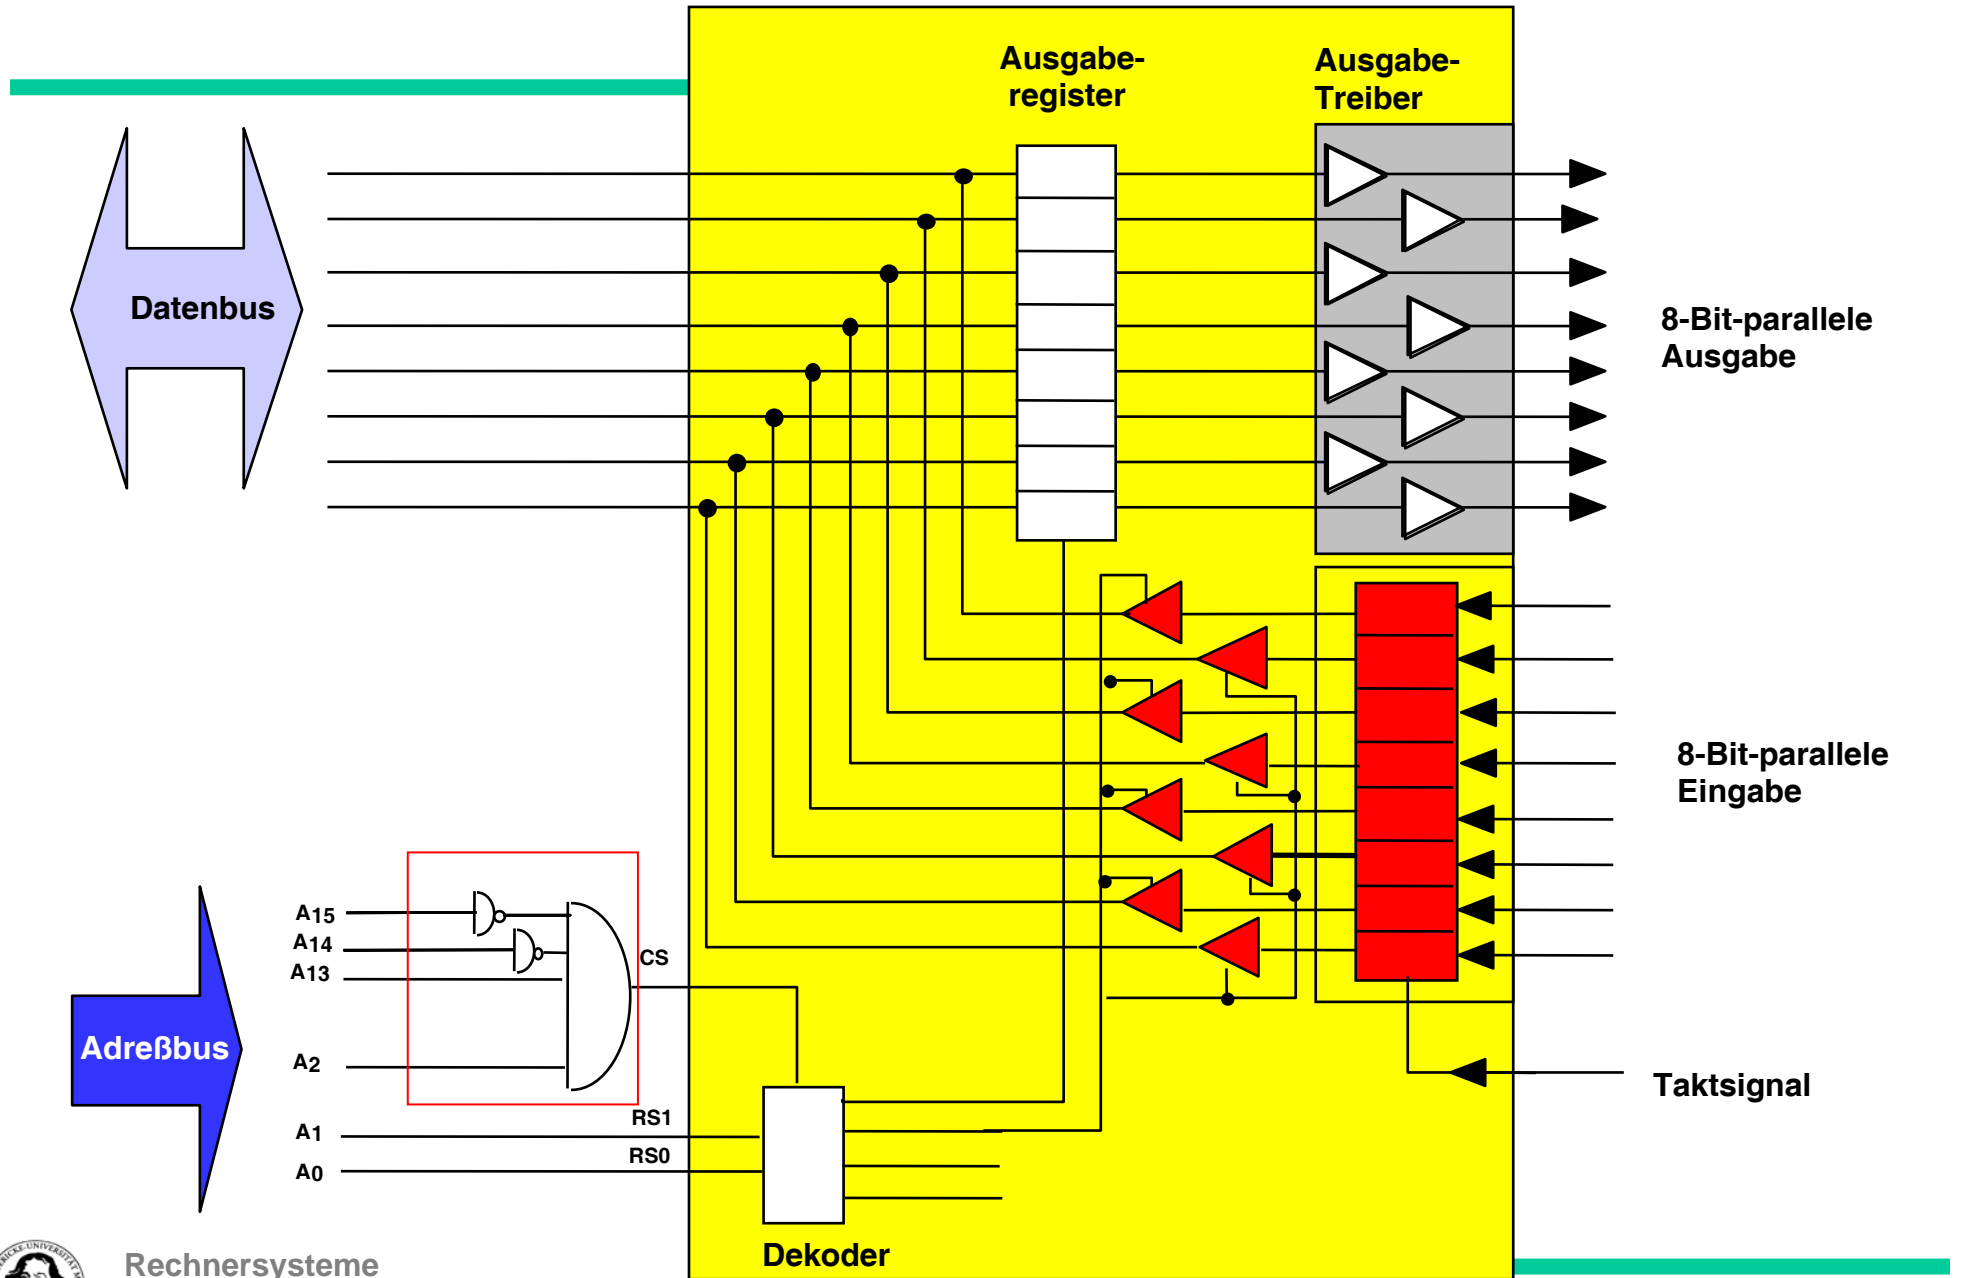 Ausgabe-
register
Ausgabe-
Treiber
Datenbus
8-Bit-parallele
Ausgabe
8-Bit-parallele
Eingabe
A15
A14
A13
CS
A2
Adreßbus
Taktsignal
RS1
A1
RS0
A0
Dekoder
Rechnersysteme